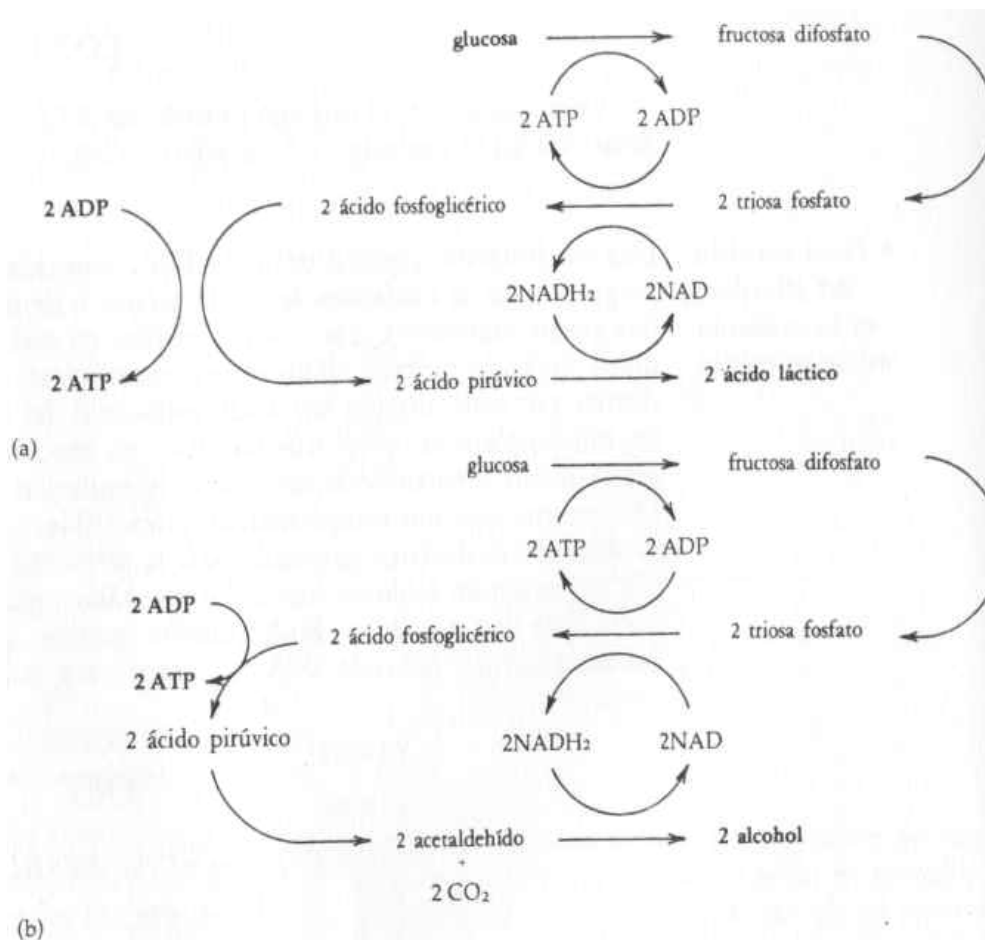 glucosa fructosa difosfato
2 ATP 2 ADP
2 ADP 2 ácido fosfoglicérico 2 triosa fosfato
2NADH₂ 2NAD
2 ATP 2 ácido pirúvico 2 ácido láctico
(a)
glucosa fructosa difosfato
2 ATP 2 ADP
2 ADP
2 ácido fosfoglicérico 2 triosa fosfato
2 ATP
2 ácido pirúvico 2NADH₂ 2NAD
2 acetaldehído 2 alcohol
+
2 CO₂
(b)